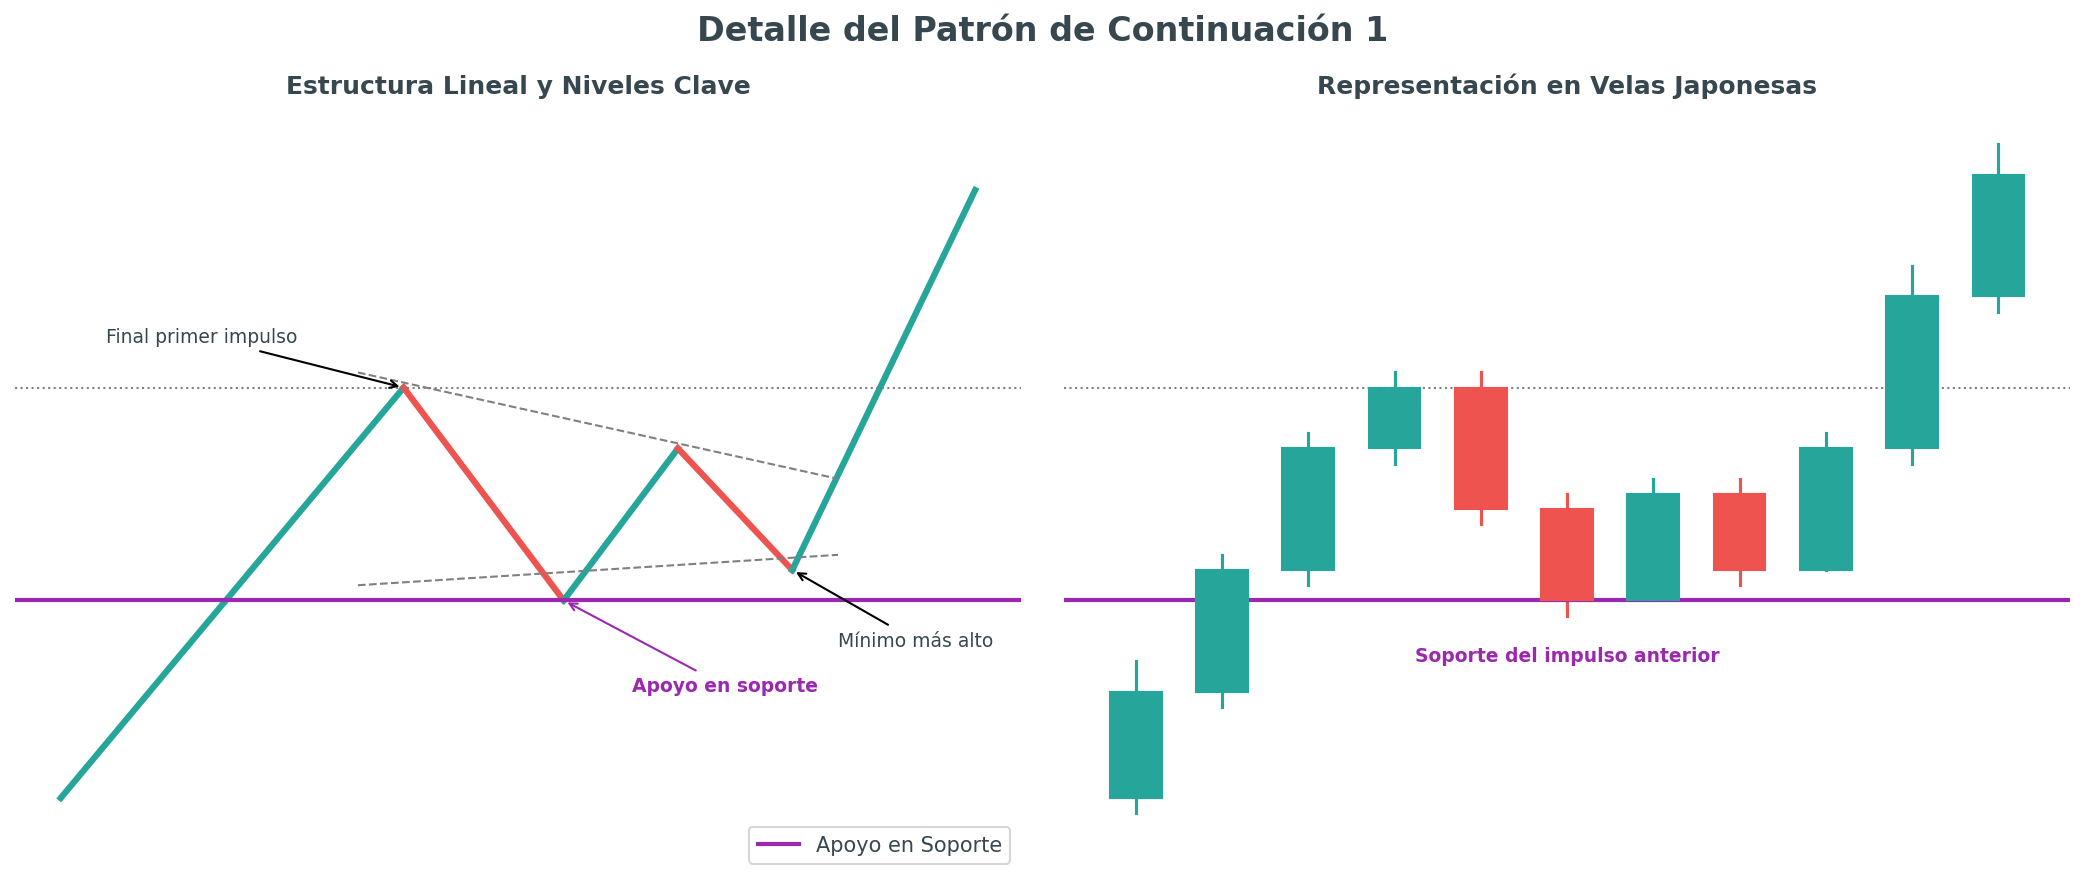 Detalle del Patrón de Continuación 1
Estructura Lineal y Niveles Clave
Final primer impulso
Mínimo más alto
Apoyo en soporte
Apoyo en Soporte
Representación en Velas Japonesas
Soporte del impulso anterior